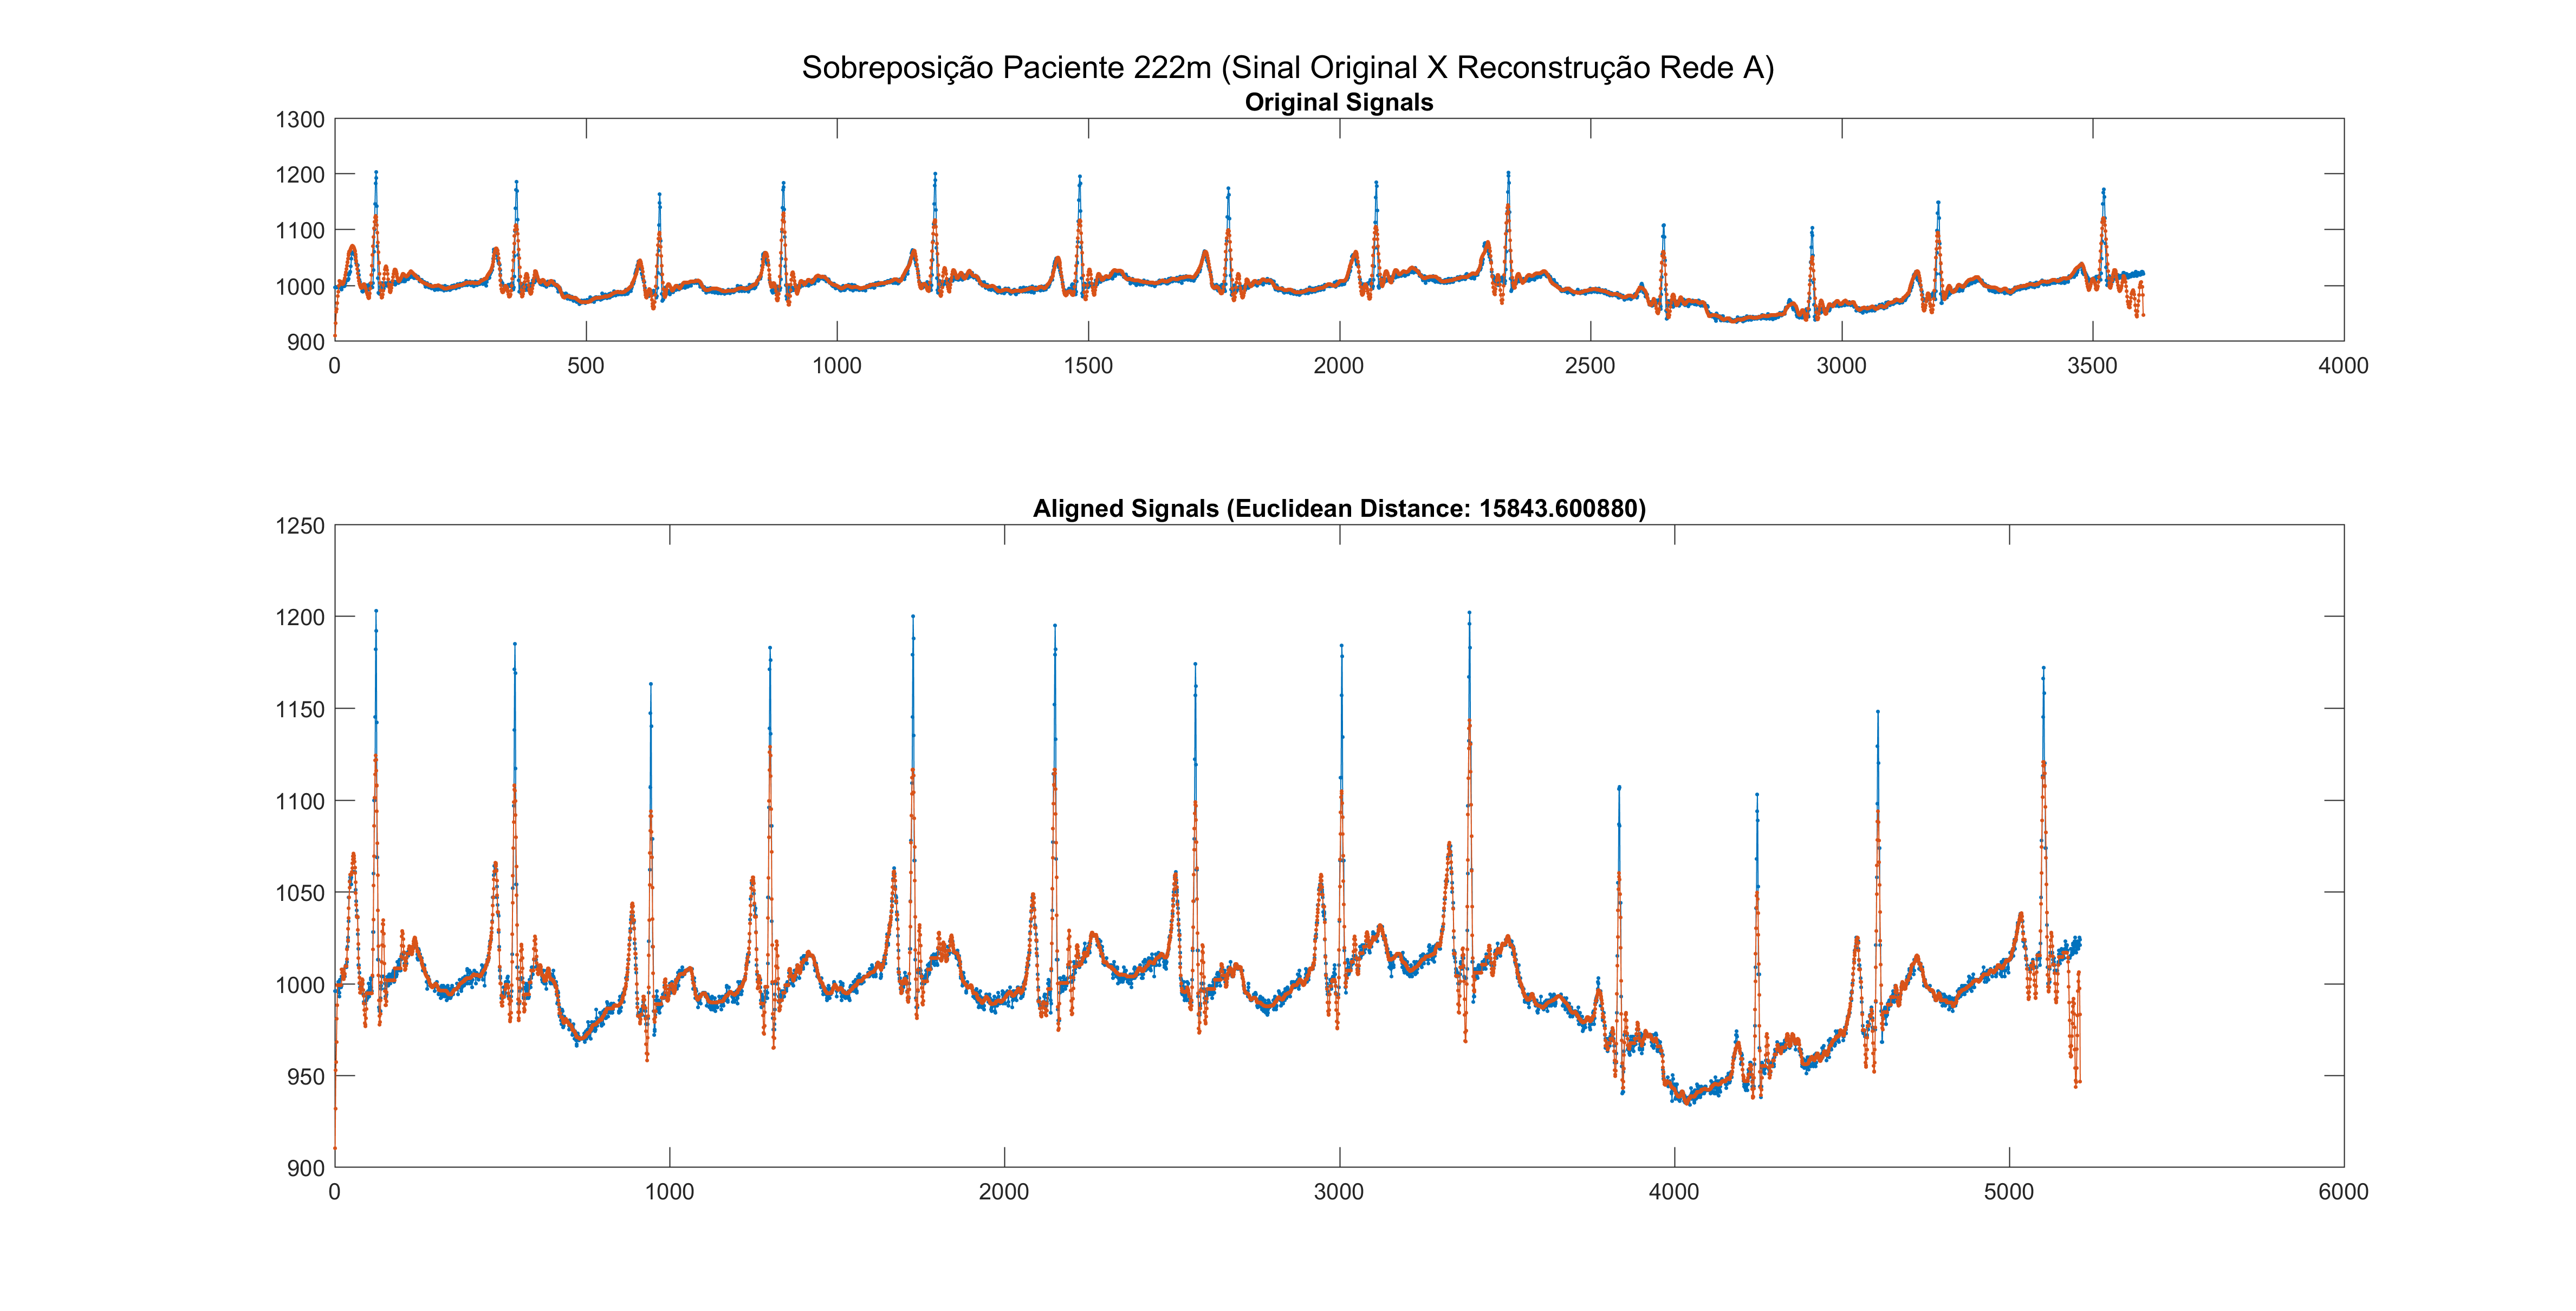 Sobreposição Paciente 222m (Sinal Original X Reconstrução Rede A)
Original Signals
1300
1200
1100
1000
900
0 500 1000 1500 2000 2500 3000 3500 4000
Aligned Signals (Euclidean Distance: 15843.600880)
1250
1200
1150
1100
1050
1000
950
900
0 1000 2000 3000 4000 5000 6000